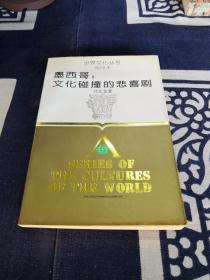 世界文化丛书
墨西哥：
文化碰撞的悲喜剧
SERIES OF
THE CULTURES
OF THE WORLD